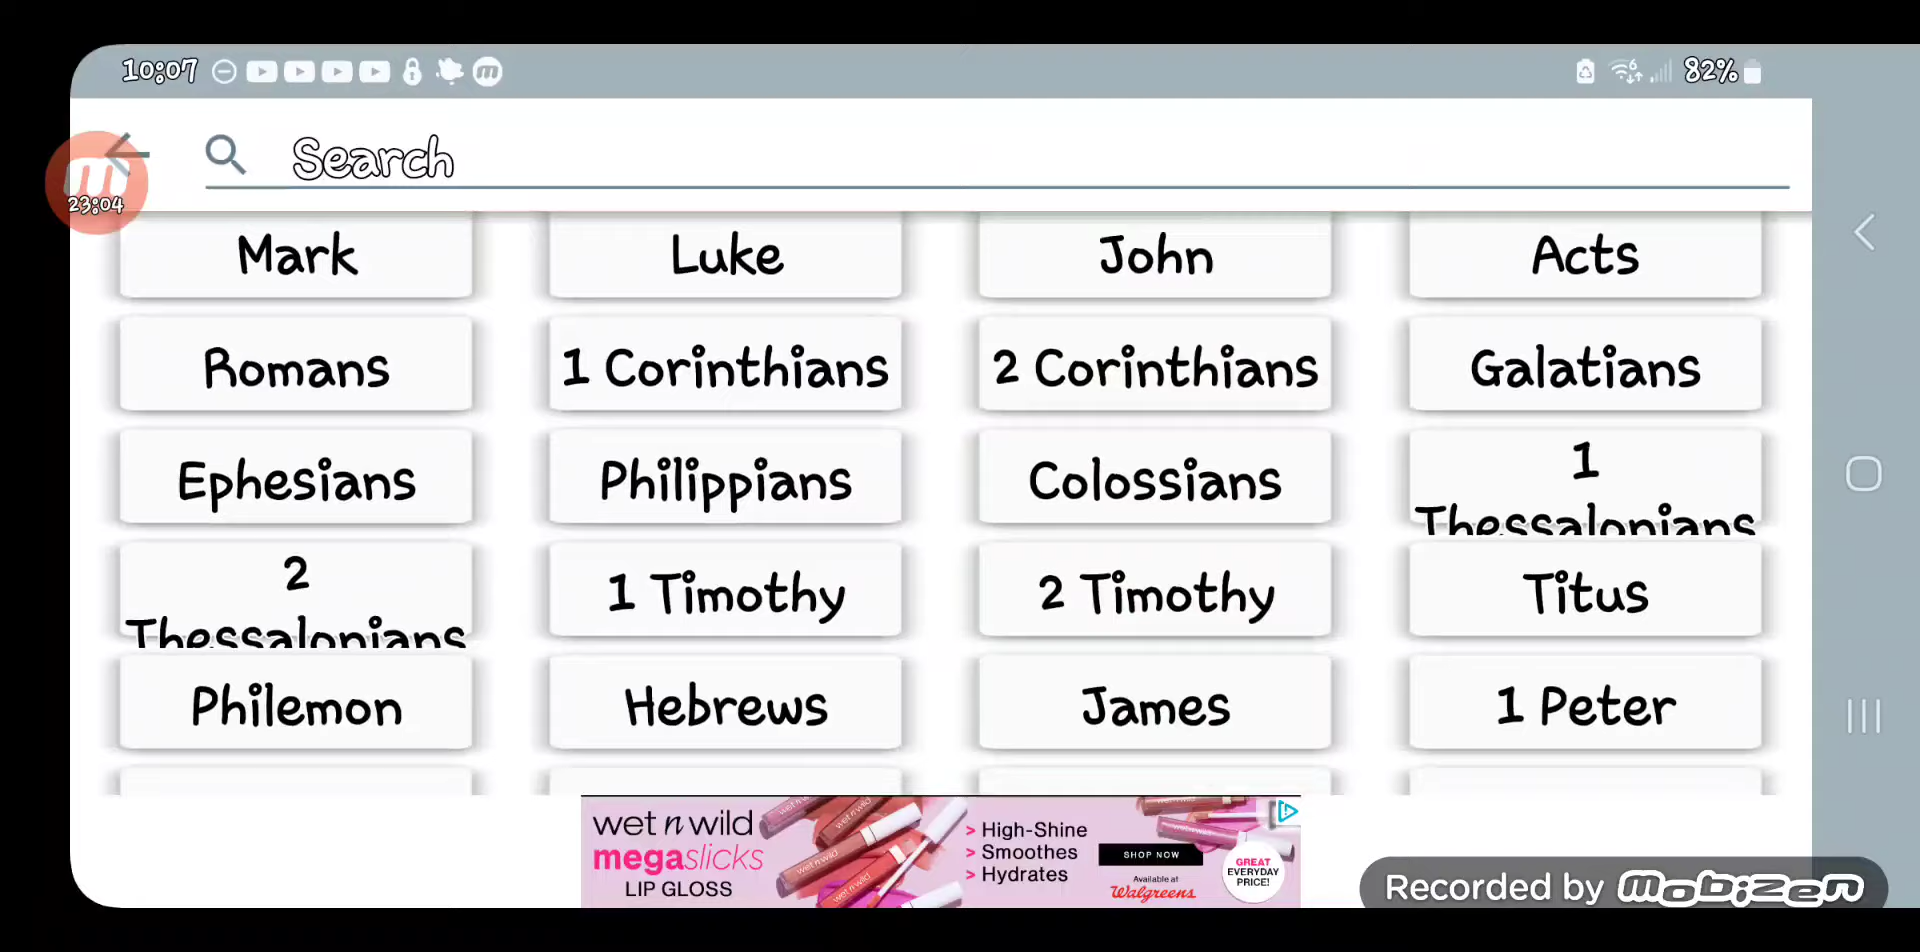 10:07
82%
Search
23:04
Mark
Luke
John
Acts
Romans
1 Corinthians
2 Corinthians
Galatians
Ephesians
Philippians
Colossians
1
Thessalonians
2
Thessalonians
1 Timothy
2 Timothy
Titus
Philemon
Hebrews
James
1 Peter
wet n wild
megaslicks
LIP GLOSS
> High-Shine
> Smoothes
> Hydrates
SHOP NOW
Available at
Walgreens
GREAT
EVERYDAY
PRICE!
Recorded by mobizen